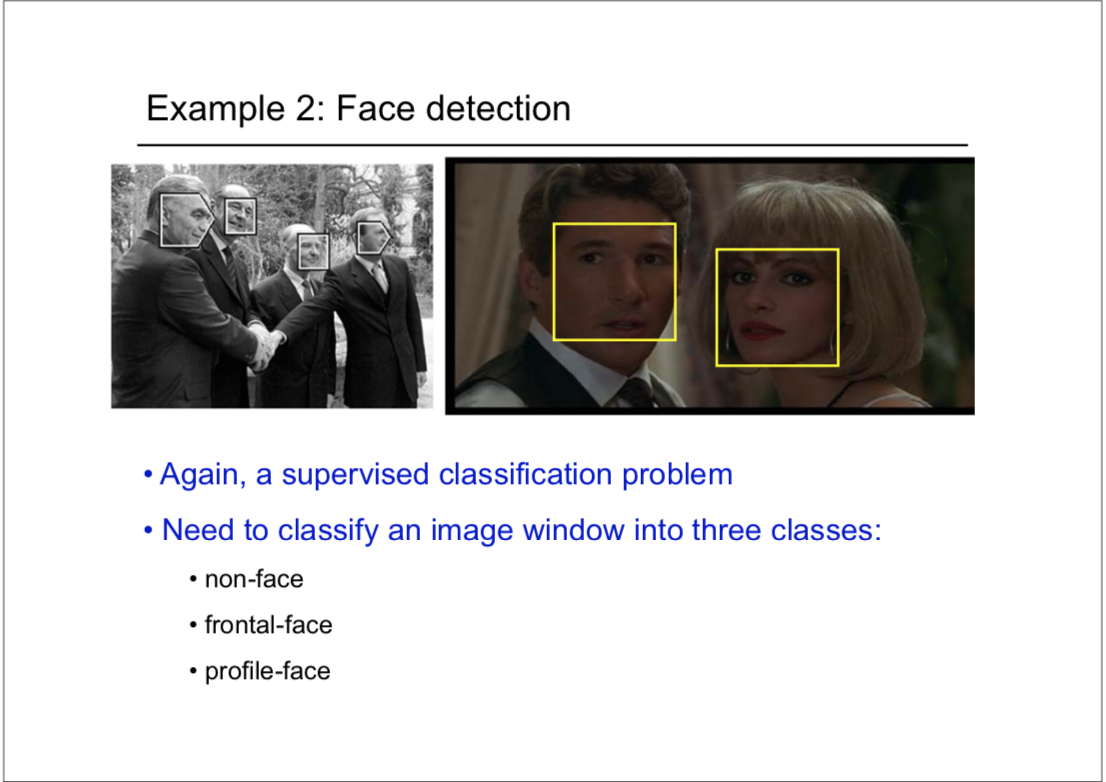 Example 2: Face detection
• Again, a supervised classification problem
• Need to classify an image window into three classes:
• non-face
• frontal-face
• profile-face